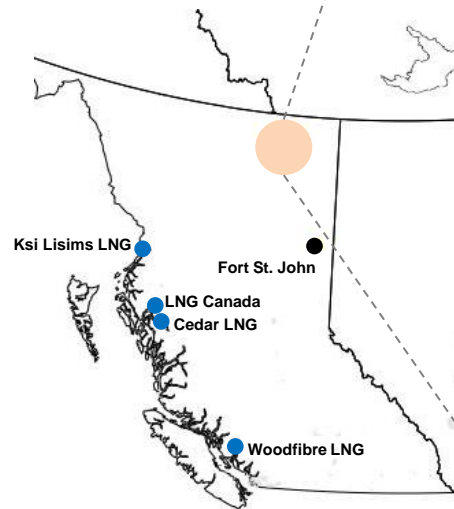 Ksi Lisims LNG
Fort St. John
LNG Canada
Cedar LNG
Woodfibre LNG